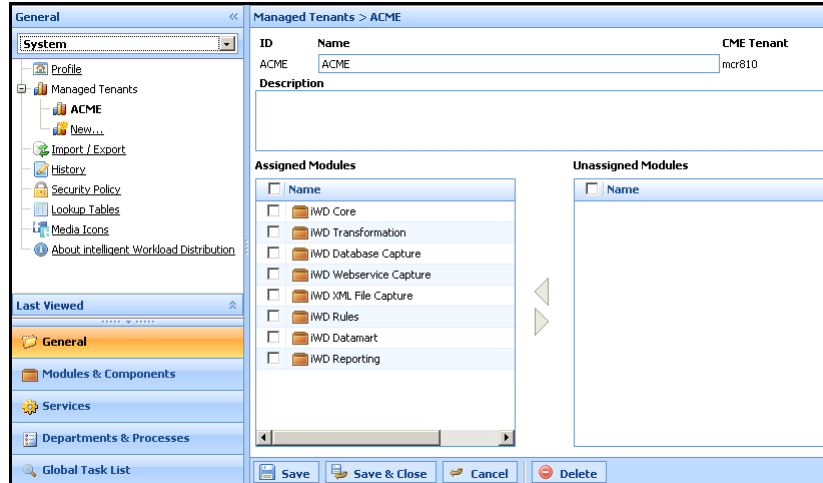 General
System
Profile
Managed Tenants
ACME
New...
Import / Export
History
Security Policy
Lookup Tables
Media Icons
About intelligent Workload Distribution
Last Viewed
General
Modules & Components
Services
Departments & Processes
Global Task List
Managed Tenants > ACME
ID Name CME Tenant
ACME ACME mcr810
Description
Assigned Modules Unassigned Modules
Name Name
iWD Core
iWD Transformation
iWD Database Capture
iWD Webservice Capture
iWD XML File Capture
iWD Rules
iWD Datamart
iWD Reporting
Save Save & Close Cancel Delete